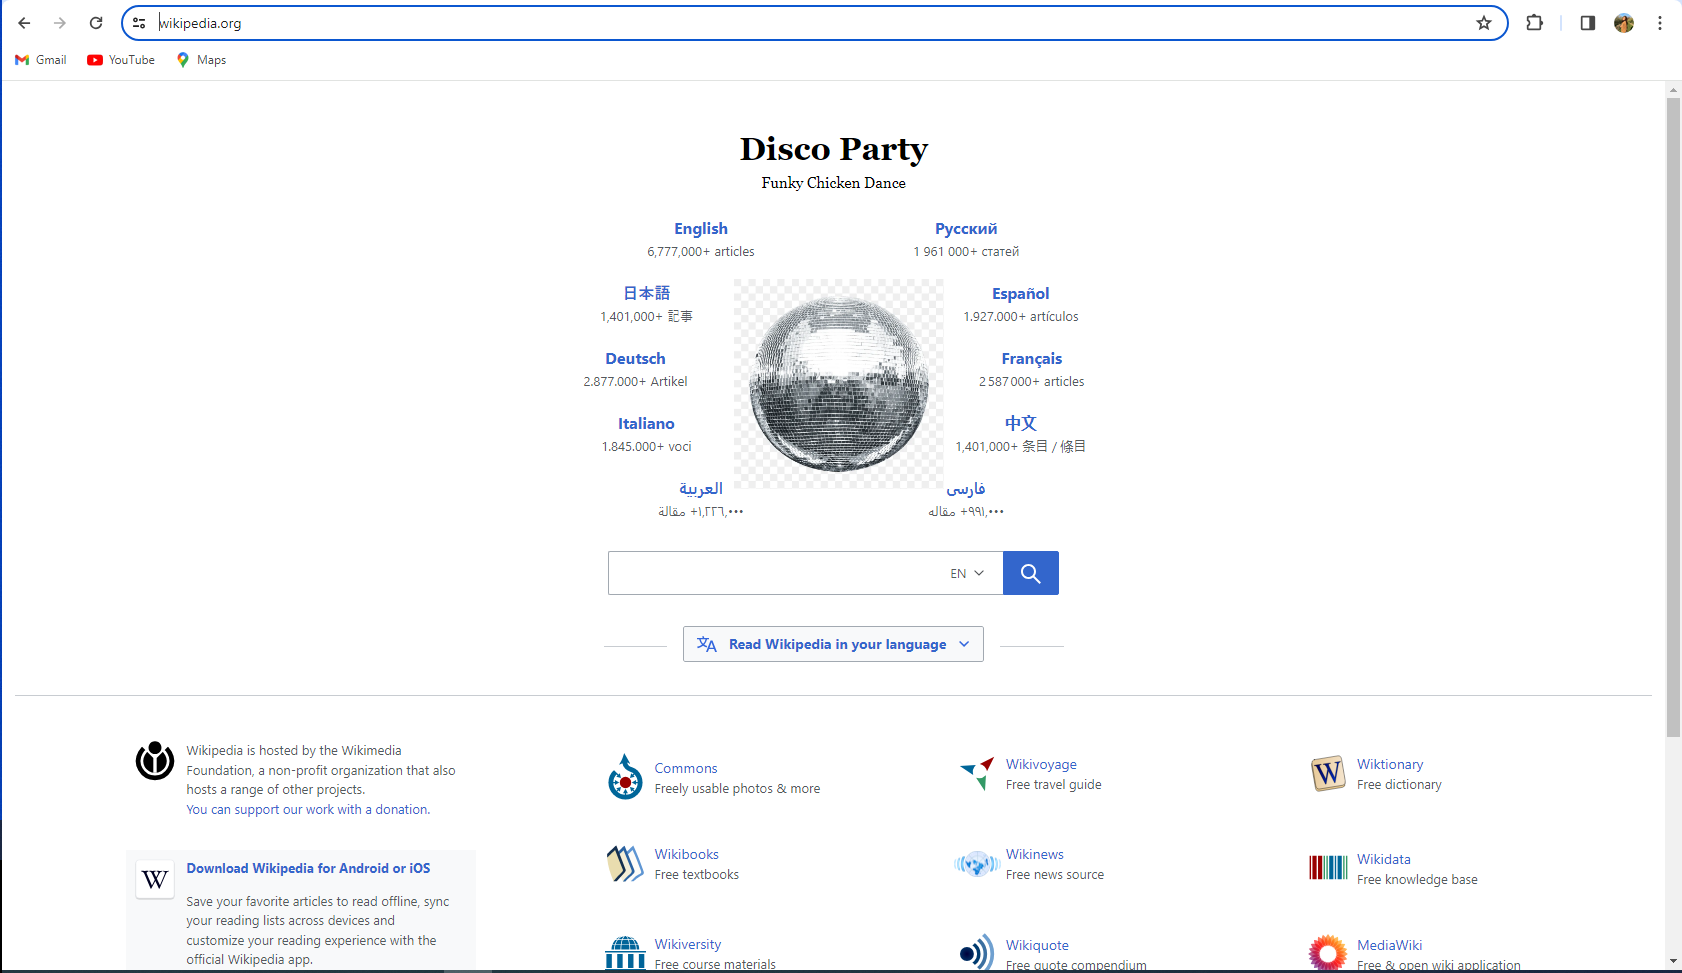 wikipedia.org
Gmail YouTube Maps
Disco Party
Funky Chicken Dance
English
6,777,000+ articles
Русский
1 961 000+ статей
日本語
1,401,000+ 記事
Español
1.927.000+ artículos
Deutsch
2.877.000+ Artikel
Français
2 587 000+ articles
Italiano
1.845.000+ voci
中文
1,401,000+ 条目 / 條目
العربية
١٬٢٢٦٬٠٠٠+ مقالة
فارسی
۹۹۱٬۰۰۰+ مقاله
EN
Read Wikipedia in your language
Wikipedia is hosted by the Wikimedia
Foundation, a non-profit organization that also
hosts a range of other projects.
You can support our work with a donation.
W
Download Wikipedia for Android or iOS
Save your favorite articles to read offline, sync
your reading lists across devices and
customize your reading experience with the
official Wikipedia app.
Commons
Freely usable photos & more
Wikivoyage
Free travel guide
W
Wiktionary
Free dictionary
Wikibooks
Free textbooks
Wikinews
Free news source
Wikidata
Free knowledge base
Wikiversity
Free course materials
Wikiquote
Free quote compendium
MediaWiki
Free & open wiki application